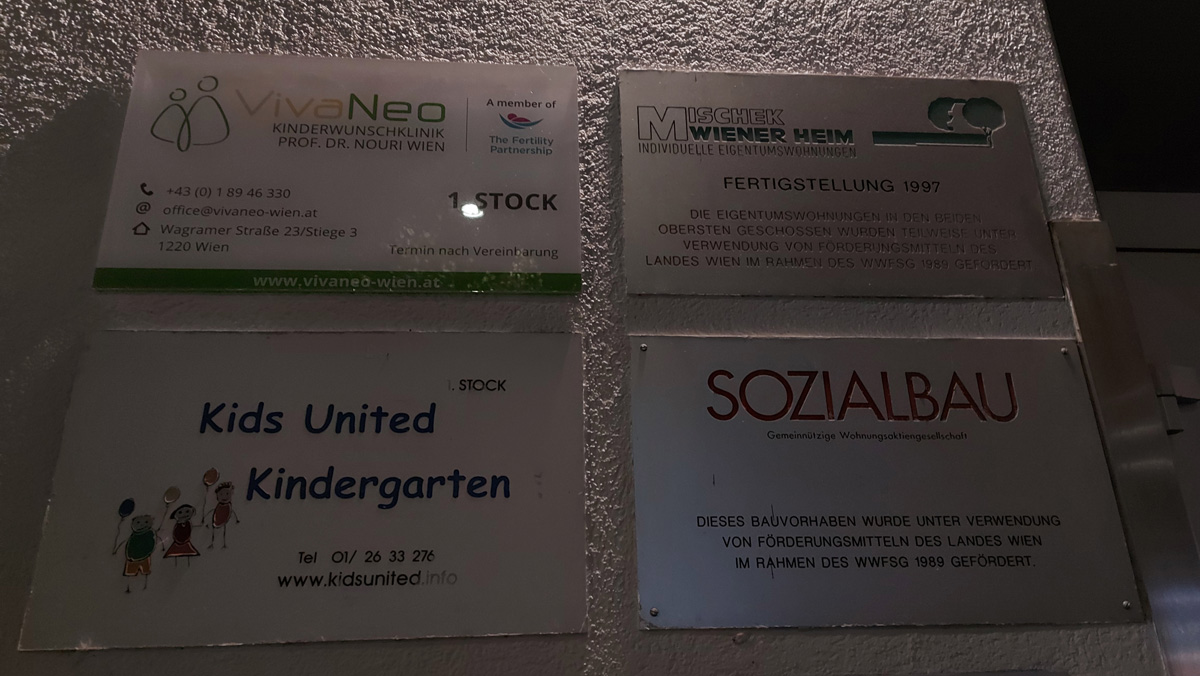 VivaNeo
KINDERWUNSCHKLINIK
PROF. DR. NOURI WIEN
A member of
The Fertility
Partnership
+43 (0) 1 89 46 330
@ office@vivaneo-wien.at
Wagramer Straße 23/Stiege 3
1220 Wien
1. STOCK
Termin nach Vereinbarung
www.vivaneo-wien.at
MISCHEK
WIENER HEIM
INDIVIDUELLE EIGENTUMSWOHNUNGEN
FERTIGSTELLUNG 1997
DIE EIGENTUMSWOHNUNGEN IN DEN BEIDEN
OBERSTEN GESCHOSSEN WURDEN TEILWEISE UNTER
VERWENDUNG VON FÖRDERUNGSMITTELN DES
LANDES WIEN IM RAHMEN DES WWFSG 1989 GEFÖRDERT
. STOCK
Kids United
Kindergarten
Tel 01/ 26 33 276
www.kidsunited.info
SOZIALBAU
Gemeinnützige Wohnungsaktiengesellschaft
DIESES BAUVORHABEN WURDE UNTER VERWENDUNG
VON FÖRDERUNGSMITTELN DES LANDES WIEN
IM RAHMEN DES WWFSG 1989 GEFÖRDERT.